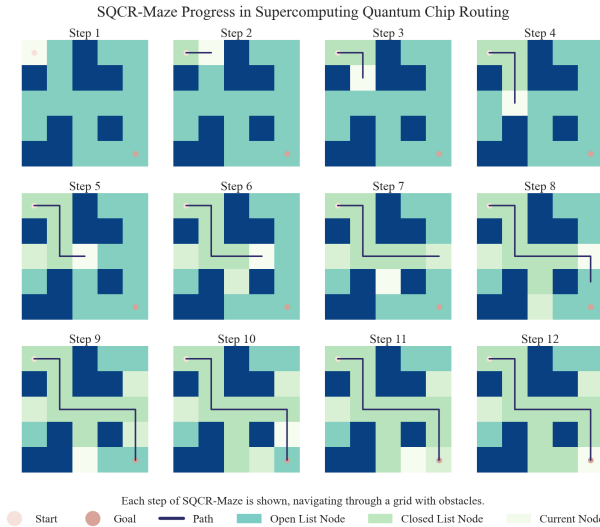 SQCR-Maze Progress in Supercomputing Quantum Chip Routing
Step 1 Step 2 Step 3 Step 4
Step 5 Step 6 Step 7 Step 8
Step 9 Step 10 Step 11 Step 12
Each step of SQCR-Maze is shown, navigating through a grid with obstacles.
Start Goal Path Open List Node Closed List Node Current Node